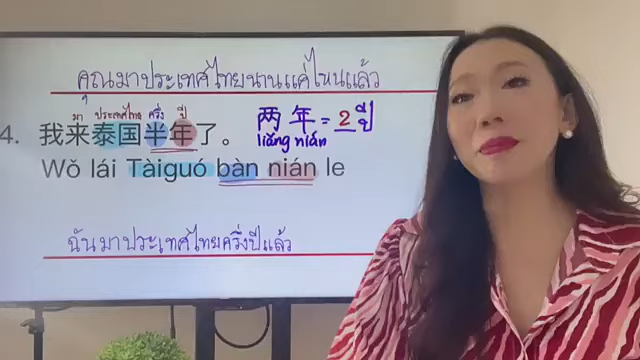 คุณมาประเทศไทยนานแค่ไหนแล้ว
มา ประเทศไทย ครึ่ง ปี
4. 我来泰国半年了。 两年=2ปี
liǎng nián
Wǒ lái Tàiguó bàn nián le
ฉันมาประเทศไทยครึ่งปีแล้ว